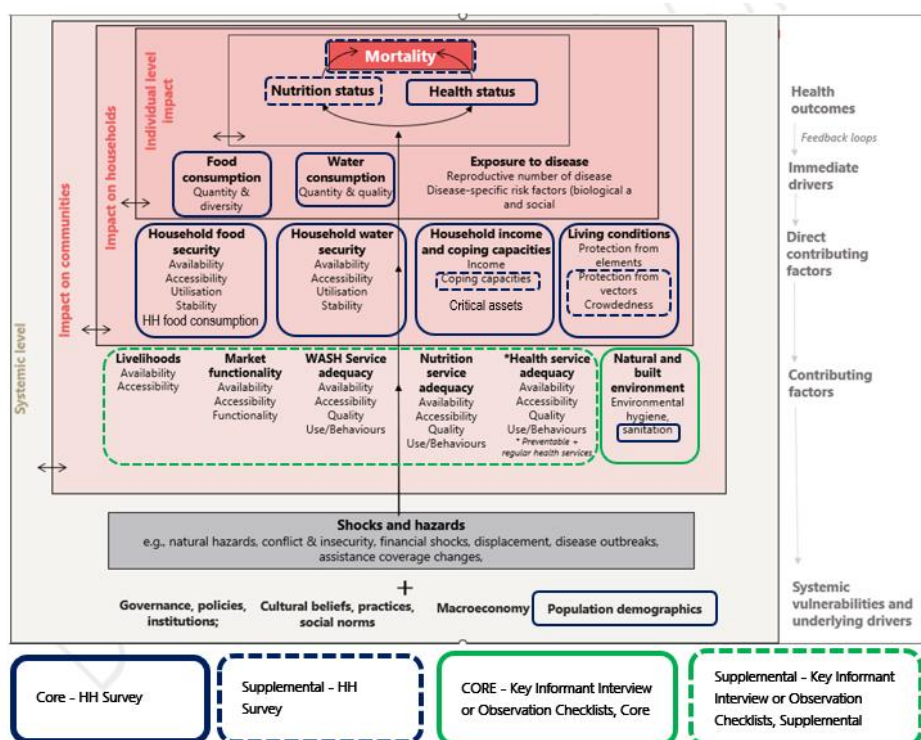 Mortality
Nutrition status
Health status
Individual level
impact
Impact on households
Impact on communities
Systemic level
Food
consumption
Quantity &
diversity
Water
consumption
Quantity & quality
Exposure to disease
Reproductive number of disease
Disease-specific risk factors (biological a
and social
Household food
security
Availability
Accessibility
Utilisation
Stability
HH food consumption
Household water
security
Availability
Accessibility
Utilisation
Stability
Household income
and coping capacities
Income
Coping capacities
Critical assets
Living conditions
Protection from
elements
Protection from
vectors
Crowdedness
Livelihoods
Availability
Accessibility
Market
functionality
Availability
Accessibility
Functionality
WASH Service
adequacy
Availability
Accessibility
Quality
Use/Behaviours
Nutrition
service
adequacy
Availability
Accessibility
Quality
Use/Behaviours
*Health service
adequacy
Availability
Accessibility
Quality
Use/Behaviours
* Preventable +
regular health services
Natural and
built
environment
Environmental
hygiene,
sanitation
Shocks and hazards
e.g., natural hazards, conflict & insecurity, financial shocks, displacement, disease outbreaks,
assistance coverage changes,
+
Governance, policies,
institutions;
Cultural beliefs, practices,
social norms
Macroeconomy
Population demographics
Health
outcomes
Feedback loops
Immediate
drivers
Direct
contributing
factors
Contributing
factors
Systemic
vulnerabilities and
underlying drivers
Core - HH Survey
Supplemental - HH
Survey
CORE - Key Informant Interview
or Observation Checklists, Core
Supplemental - Key Informant
Interview or Observation
Checklists, Supplemental